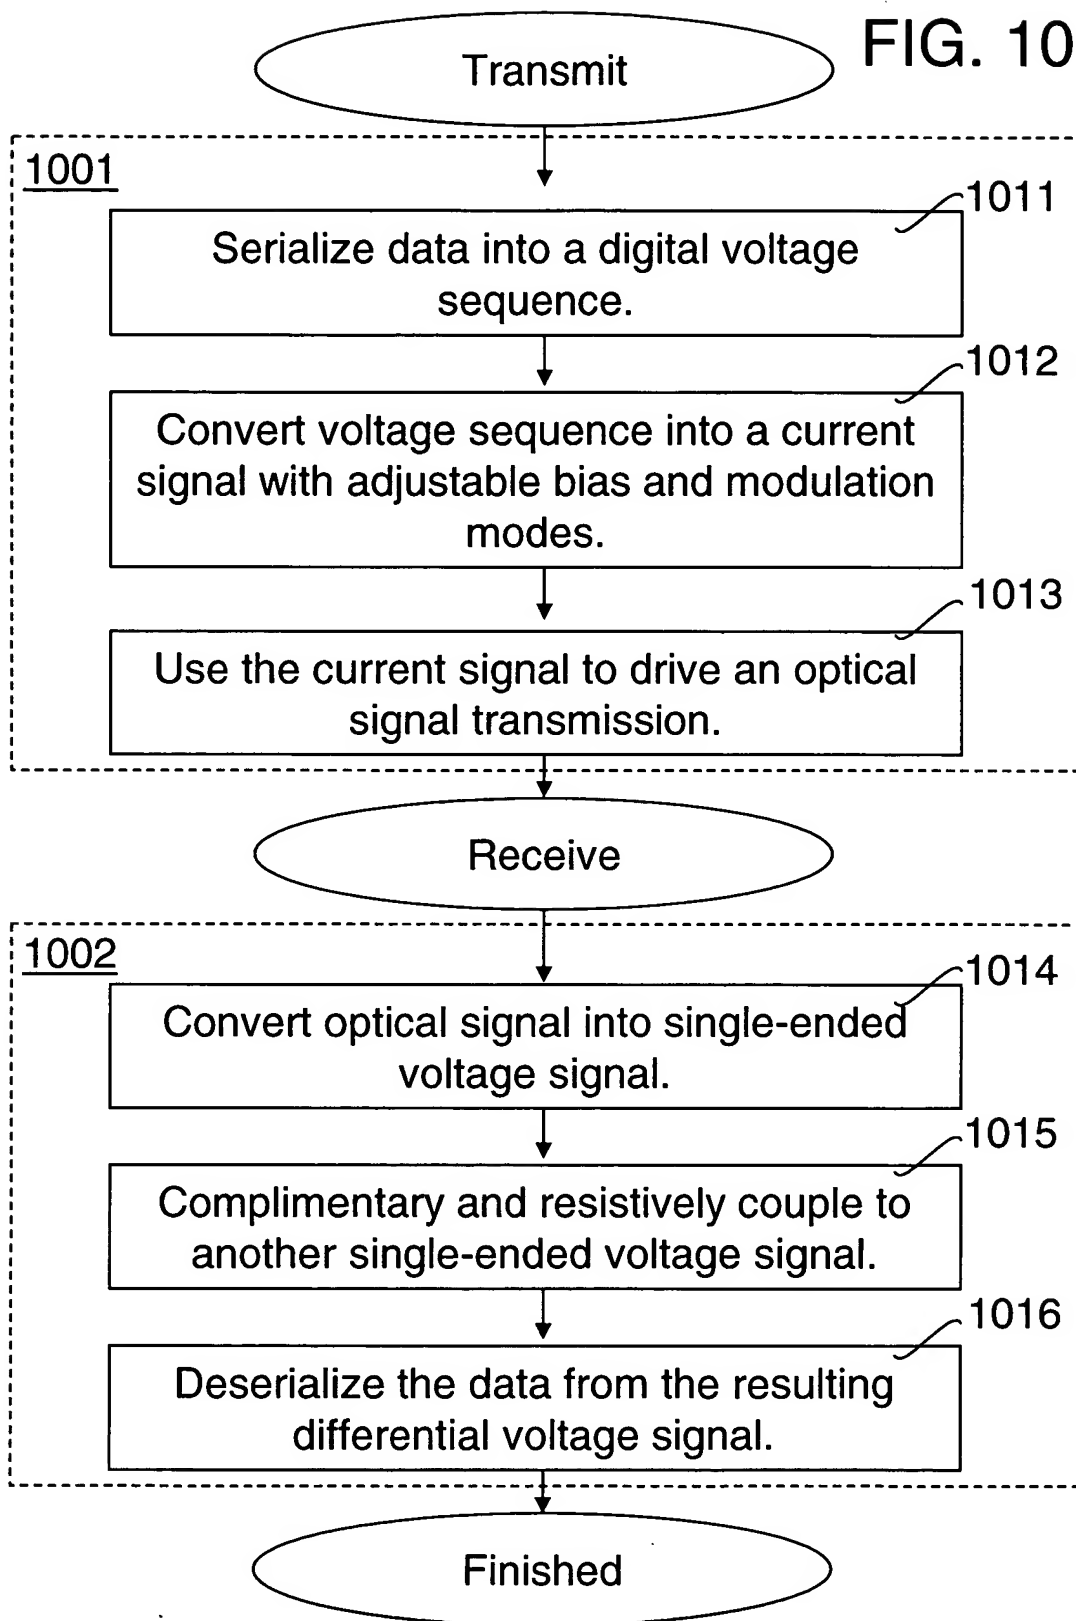 FIG. 10
Transmit
1001
1011
Serialize data into a digital voltage
sequence.
1012
Convert voltage sequence into a current
signal with adjustable bias and modulation
modes.
1013
Use the current signal to drive an optical
signal transmission.
Receive
1002
1014
Convert optical signal into single-ended
voltage signal.
1015
Complimentary and resistively couple to
another single-ended voltage signal.
1016
Deserialize the data from the resulting
differential voltage signal.
Finished